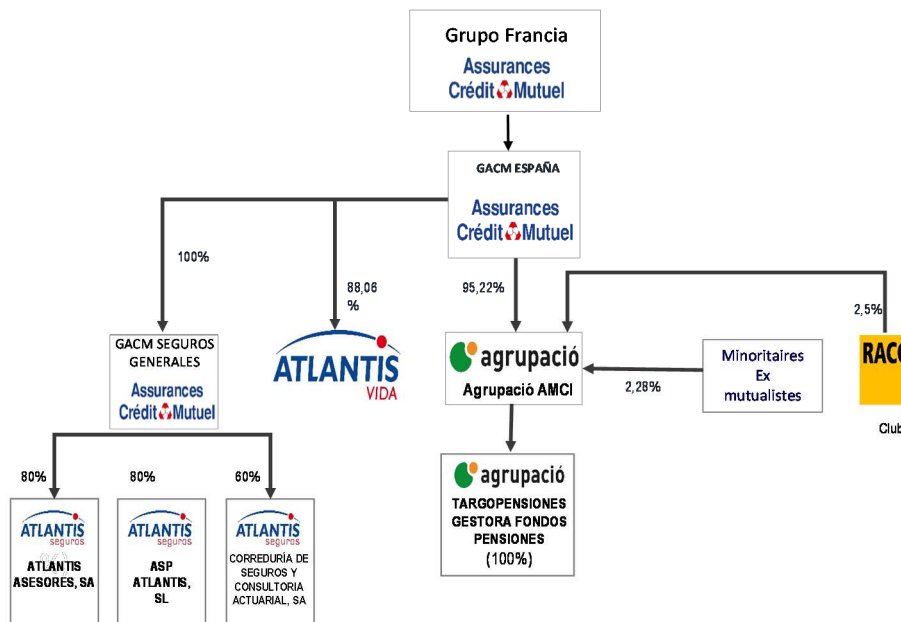 Grupo Francia
Assurances
Crédit Mutuel
GACM ESPAÑA
Assurances
Crédit Mutuel
100%
88,06
%
95,22%
2,5%
GACM SEGUROS
GENERALES
Assurances
Crédit Mutuel
ATLANTIS
VIDA
agrupació
Agrupació AMCI
2,28%
Minoritaires
Ex
mutualistes
RACC
Club
80%
80%
60%
ATLANTIS
seguros
ATLANTIS
ASESORES, SA
ATLANTIS
seguros
ASP
ATLANTIS,
SL
ATLANTIS
seguros
CORREDURÍA DE
SEGUROS Y
CONSULTORIA
ACTUARIAL, SA
agrupació
TARGOPENSIONES
GESTORA FONDOS
PENSIONES
(100%)